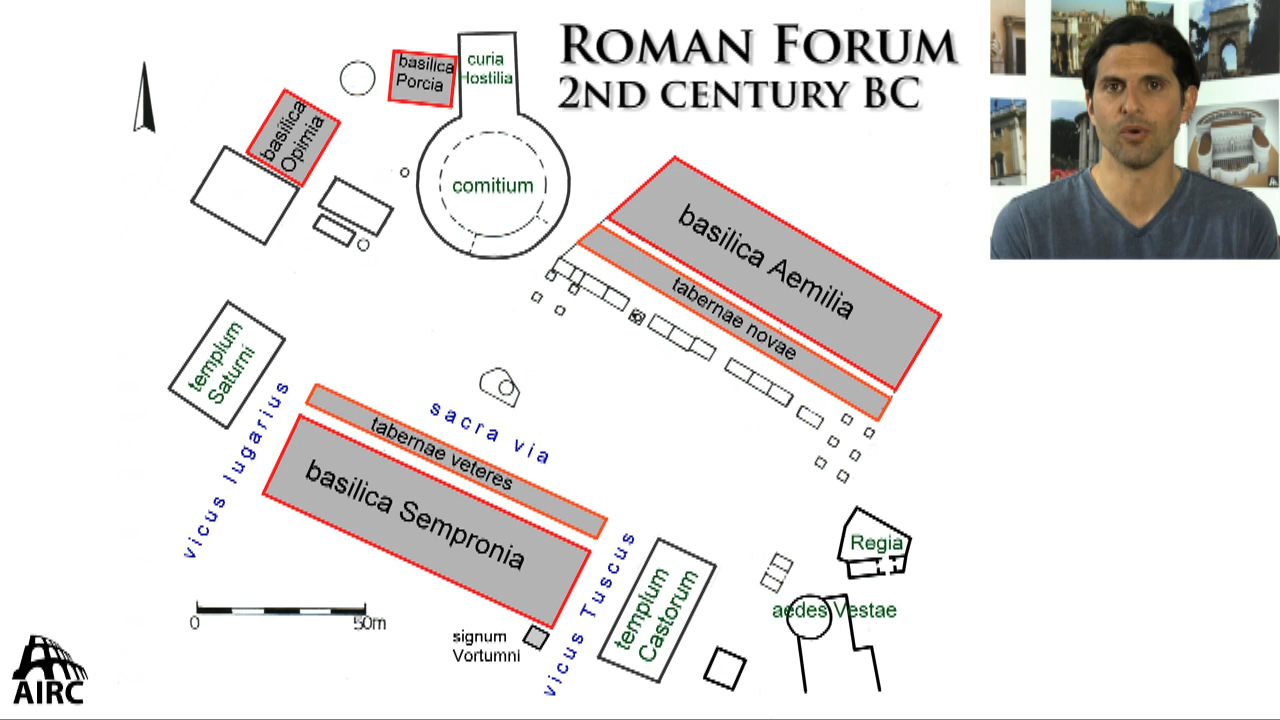 ROMAN FORUM
2ND CENTURY BC
basilica
Porcia
curia
Hostilia
basilica
Opimia
comitium
basilica Aemilia
tabernae novae
templum
Saturni
sacra via
tabernae veteres
vicus Iugarius
basilica Sempronia
Regia
vicus Tuscus
templum
Castorum
aedes Vestae
0
50m
signum
Vortumni
AIRC